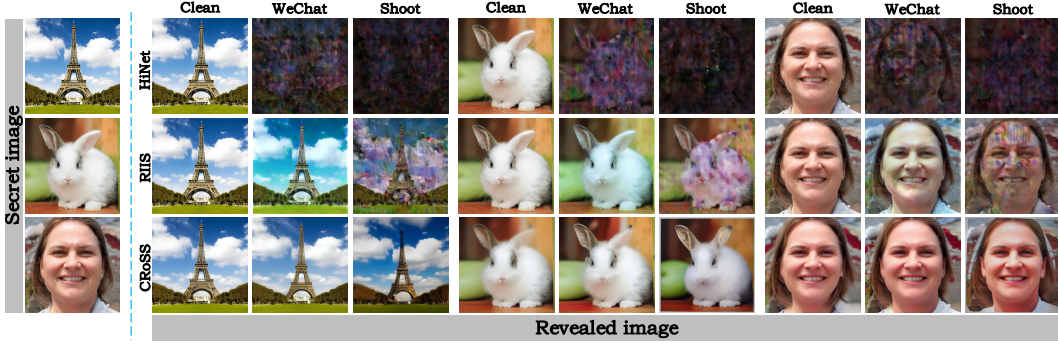 Clean WeChat Shoot Clean WeChat Shoot Clean WeChat Shoot
Secret image
HiNet
RIIS
CRoSS
Revealed image